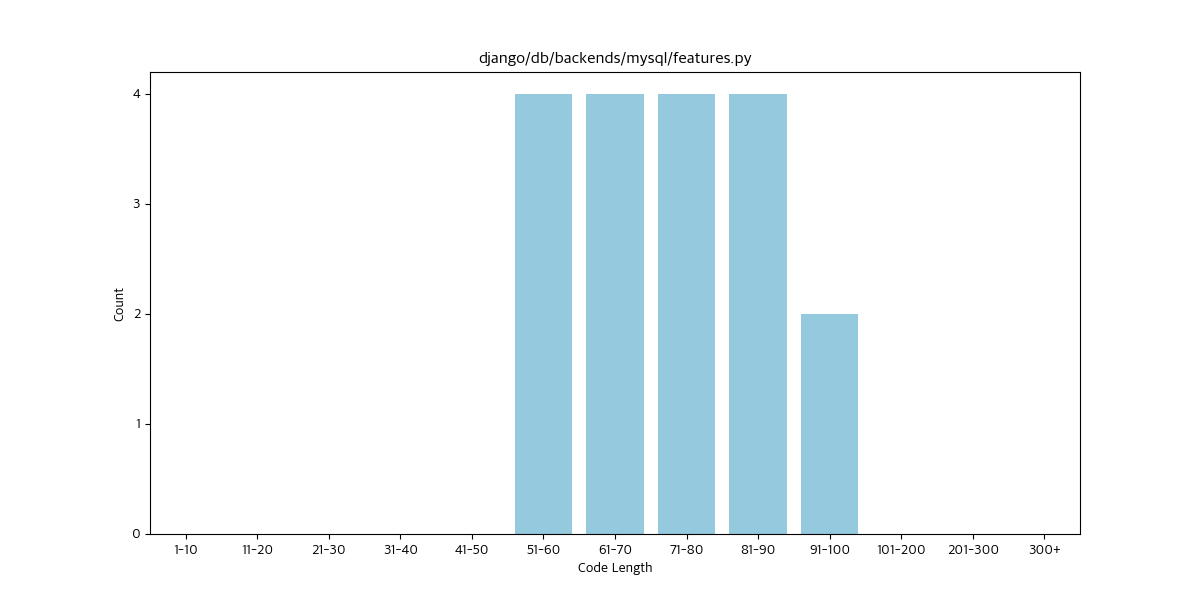 django/db/backends/mysql/features.py
4
3
2
1
0
Count
1-10 11-20 21-30 31-40 41-50 51-60 61-70 71-80 81-90 91-100 101-200 201-300 300+
Code Length